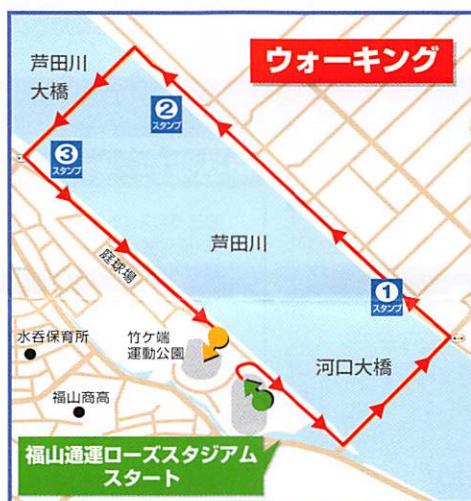 ウォーキング
芦田川
大橋
②
スタンプ
③
スタンプ
芦田川
庭球場
①
スタンプ
水呑保育所
竹ケ端
運動公園
河口大橋
福山商高
福山通運ローズスタジアム
スタート